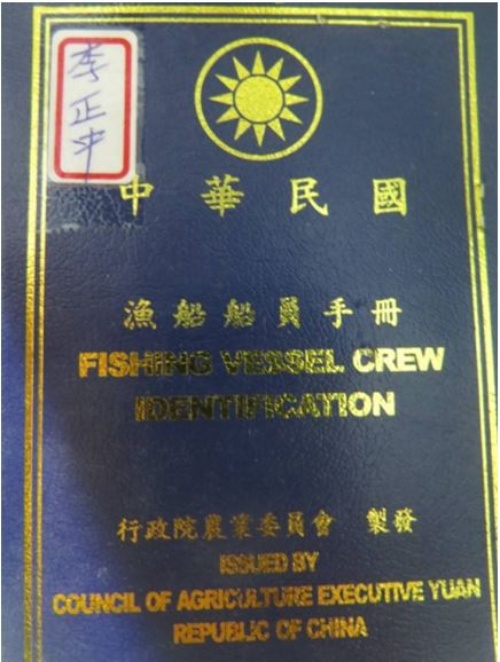 李正中
中華民國
漁船船員手冊
FISHING VESSEL CREW
IDENTIFICATION
行政院農業委員會 製發
ISSUED BY
COUNCIL OF AGRICULTURE EXECUTIVE YUAN
REPUBLIC OF CHINA